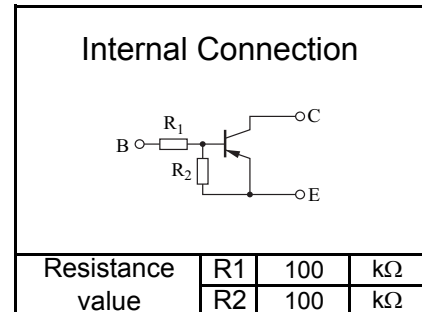 Internal Connection
C
R1
B
R2
E
Resistance value R1 100 kΩ
R2 100 kΩ